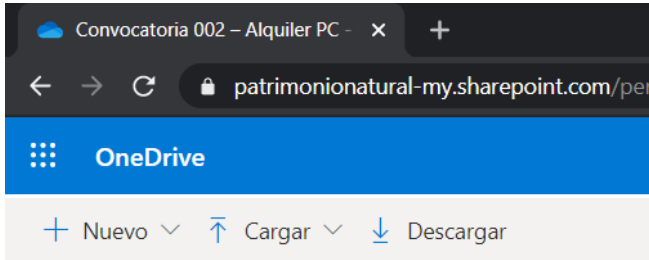 Convocatoria 002 – Alquiler PC -
patrimonionatural-my.sharepoint.com/per
OneDrive
Nuevo Cargar Descargar